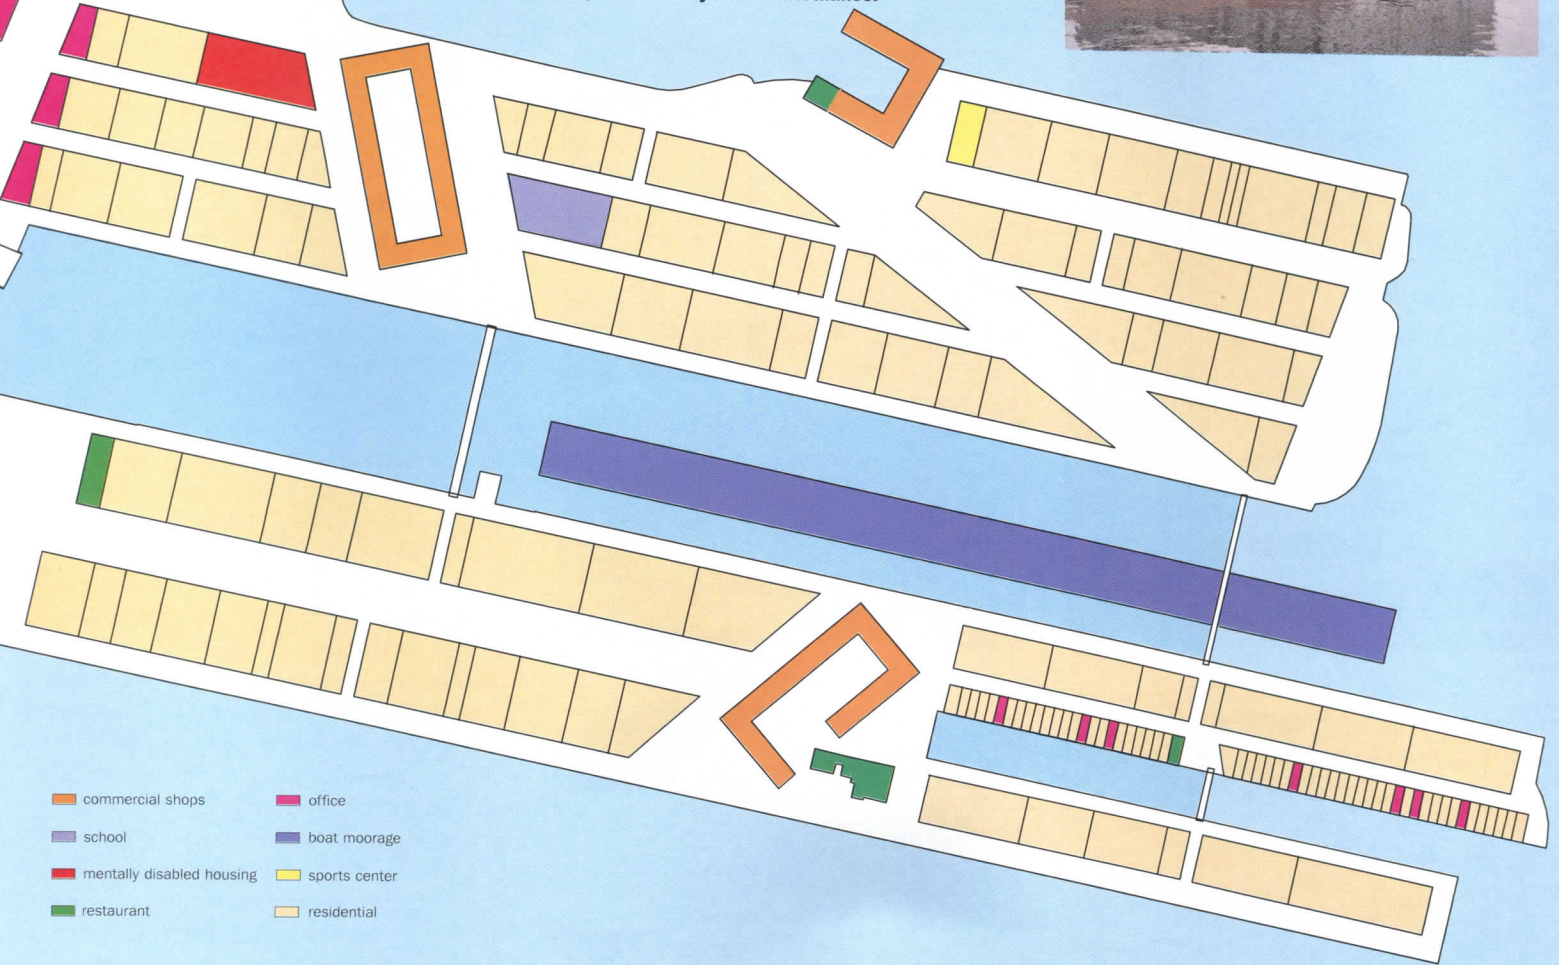 commercial shops
school
mentally disabled housing
restaurant
office
boat moorage
sports center
residential